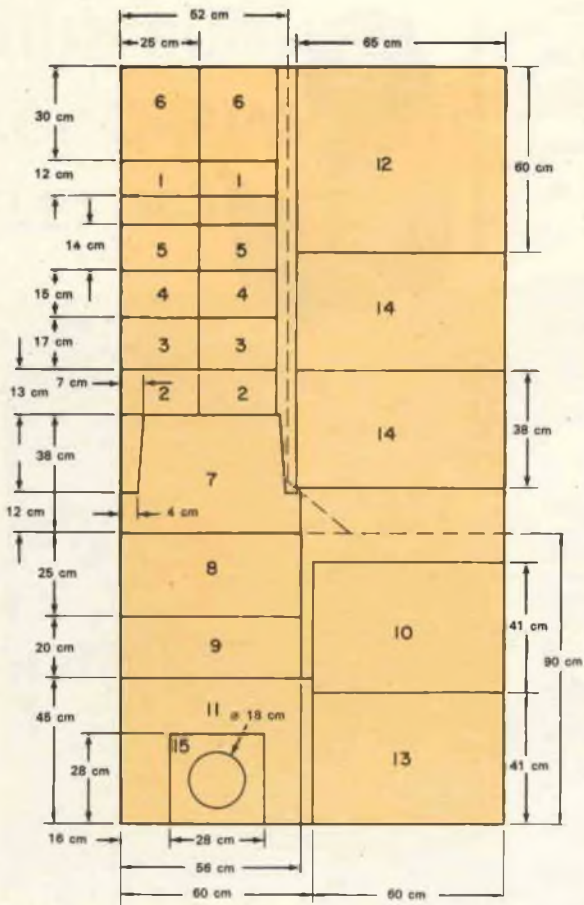 52 cm
25 cm
65 cm
6
6
30 cm
12
60 cm
12 cm
1
1
14 cm
5
5
15 cm
4
4
14
17 cm
3
3
7 cm
13 cm
2
2
14
38 cm
38 cm
7
12 cm
4 cm
25 cm
8
10
41 cm
20 cm
9
90 cm
11
ø 18 cm
15
13
28 cm
41 cm
16 cm
28 cm
56 cm
60 cm
60 cm